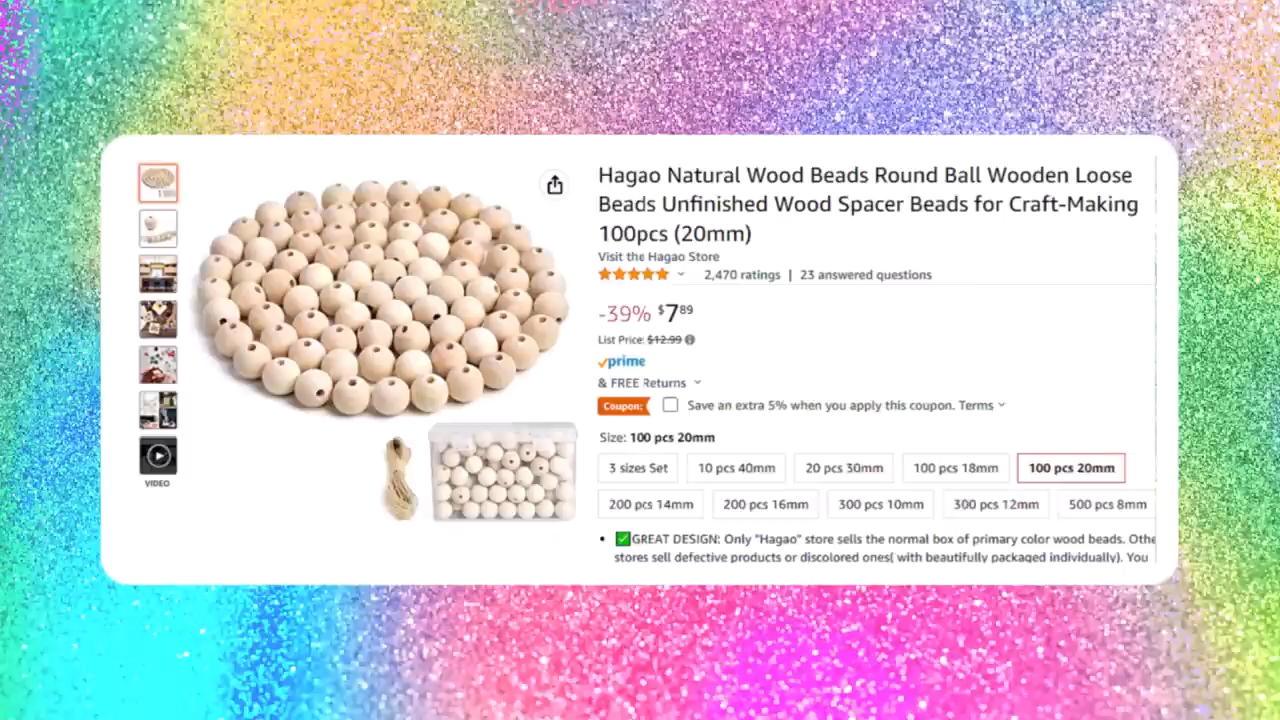 Hagao Natural Wood Beads Round Ball Wooden Loose
Beads Unfinished Wood Spacer Beads for Craft-Making
100pcs (20mm)
Visit the Hagao Store
2,470 ratings | 23 answered questions
-39% $7 89
List Price: $12.99
prime
& FREE Returns
Coupon: Save an extra 5% when you apply this coupon. Terms
Size: 100 pcs 20mm
3 sizes Set 10 pcs 40mm 20 pcs 30mm 100 pcs 18mm 100 pcs 20mm
200 pcs 14mm 200 pcs 16mm 300 pcs 10mm 300 pcs 12mm 500 pcs 8mm
• ✅GREAT DESIGN: Only "Hagao" store sells the normal box of primary color wood beads. Othe
stores sell defective products or discolored ones( with beautifully packaged individually). You
VIDEO